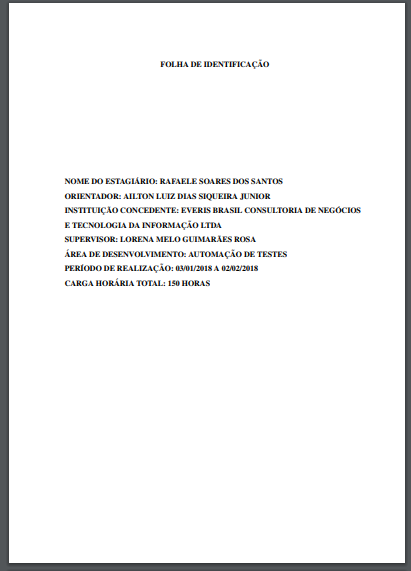 FOLHA DE IDENTIFICAÇÃO
NOME DO ESTAGIÁRIO: RAFAELE SOARES DOS SANTOS
ORIENTADOR: AILTON LUIZ DIAS SIQUEIRA JUNIOR
INSTITUIÇÃO CONCEDENTE: EVERIS BRASIL CONSULTORIA DE NEGÓCIOS
E TECNOLOGIA DA INFORMAÇÃO LTDA
SUPERVISOR: LORENA MELO GUIMARÃES ROSA
ÁREA DE DESENVOLVIMENTO: AUTOMAÇÃO DE TESTES
PERÍODO DE REALIZAÇÃO: 03/01/2018 A 02/02/2018
CARGA HORÁRIA TOTAL: 150 HORAS